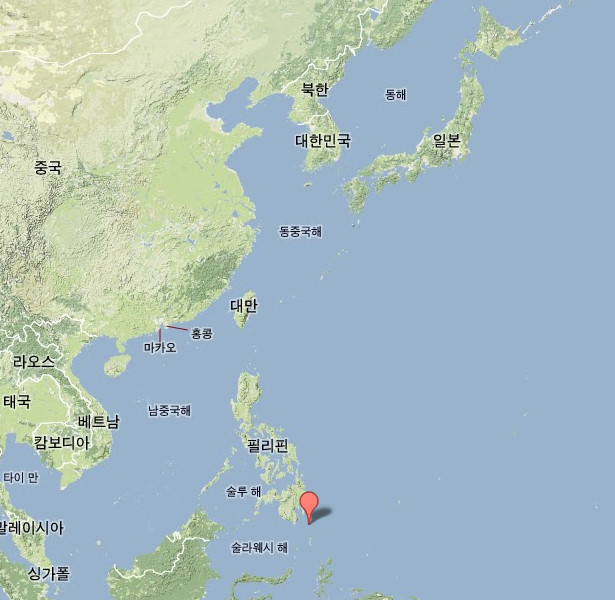 북한
동해
대한민국
일본
중국
동중국해
대만
홍콩
마카오
라오스
태국
남중국해
베트남
캄보디아
필리핀
타이 만
술루 해
말레이시아
술라웨시 해
싱가폴